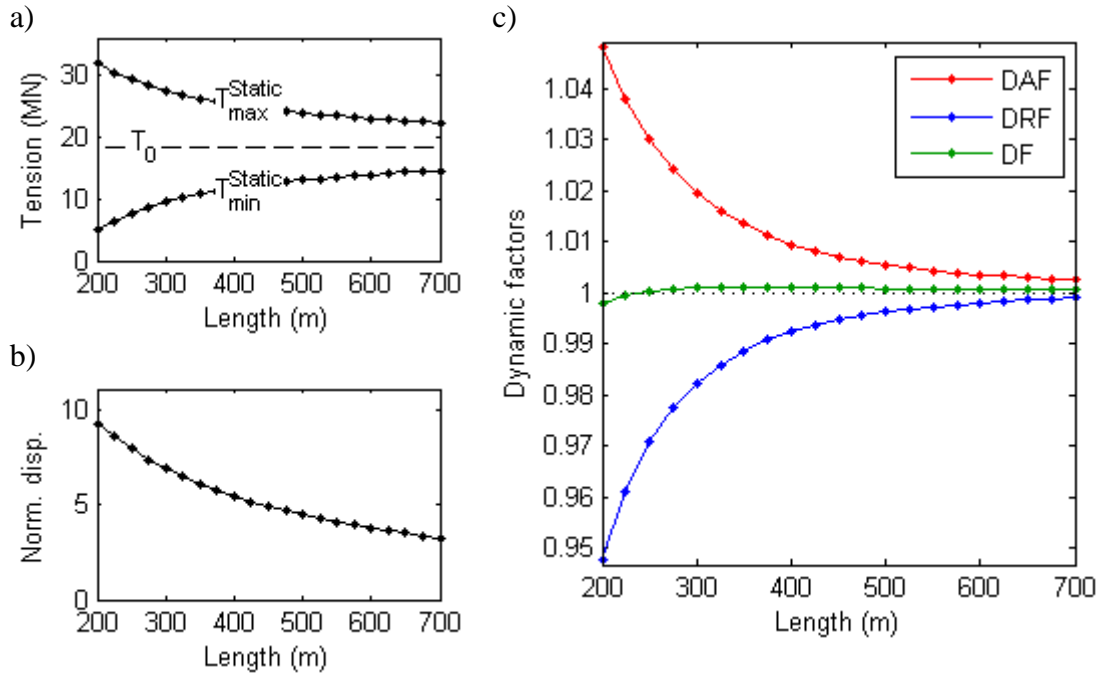 a)
30
20
10
0
Tension (MN)
T max Static
T 0
T min Static
200 300 400 500 600 700
Length (m)
b)
10
5
0
Norm. disp.
200 300 400 500 600 700
Length (m)
c)
1.04
1.03
1.02
1.01
1
0.99
0.98
0.97
0.96
0.95
Dynamic factors
DAF
DRF
DF
200 300 400 500 600 700
Length (m)